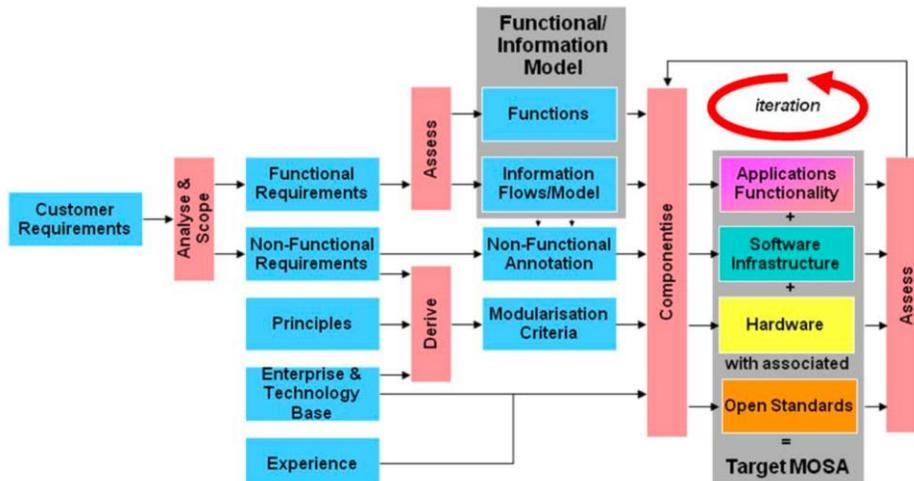 Functional/
Information
Model
iteration
Functions
Assess
Information
Flows/Model
Functional
Requirements
Customer
Requirements
Analyse &
Scope
Non-Functional
Requirements
Non-Functional
Annotation
Principles
Derive
Modularisation
Criteria
Enterprise &
Technology
Base
Experience
Componentise
Applications
Functionality
+
Software
Infrastructure
+
Hardware
with associated
Open Standards
=
Target MOSA
Assess